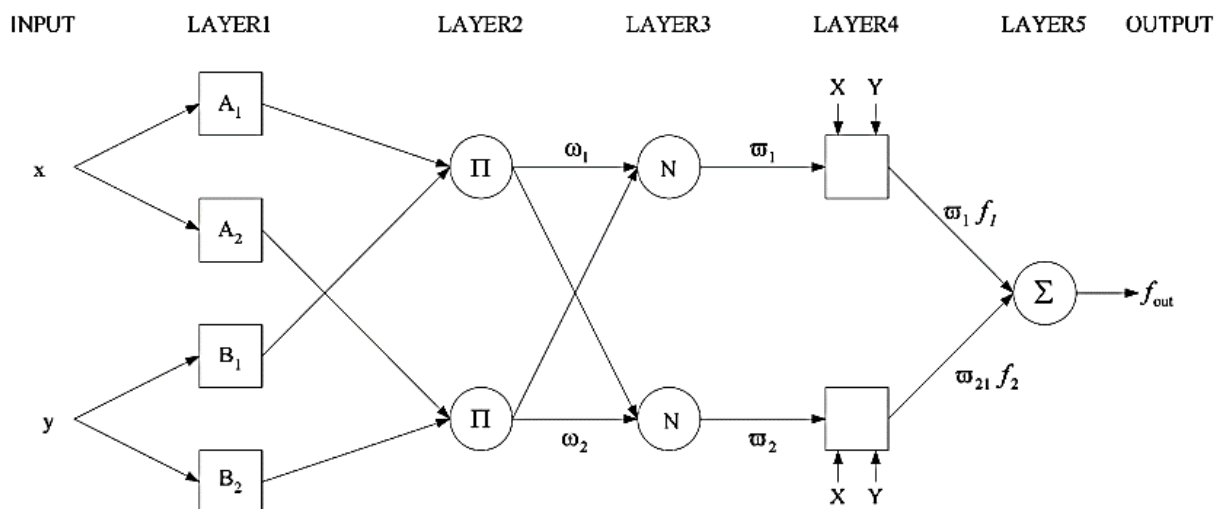 INPUT LAYER1 LAYER2 LAYER3 LAYER4 LAYER5 OUTPUT
X Y
A₁
x
Π ω₁ N ϖ₁
A₂
ϖ₁ f₁
Σ f_out
B₁
ϖ₂₁ f₂
y
Π ω₂ N ϖ₂
B₂
X Y